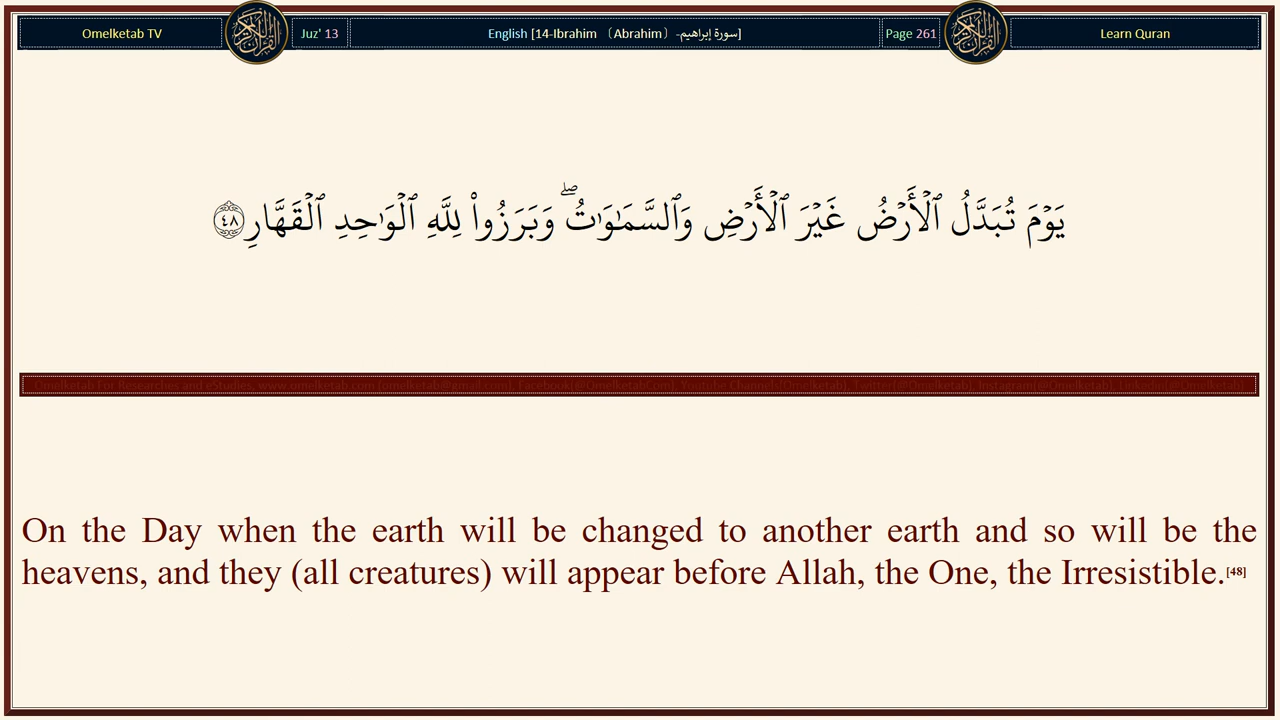 Omelketab TV
Juz' 13
English [14-Ibrahim （Abrahim）-سورة إبراهيم]
Page 261
Learn Quran
يَوۡمَ تُبَدَّلُ ٱلۡأَرۡضُ غَيۡرَ ٱلۡأَرۡضِ وَٱلسَّمَٰوَٰتُۖ وَبَرَزُواْ لِلَّهِ ٱلۡوَٰحِدِ ٱلۡقَهَّارِ ٤٨
On the Day when the earth will be changed to another earth and so will be the
heavens, and they (all creatures) will appear before Allah, the One, the Irresistible.[48]